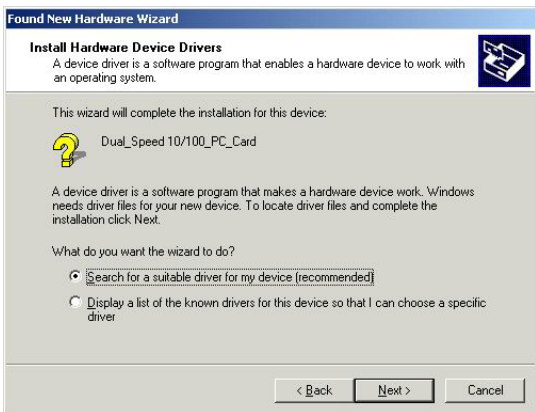 Found New Hardware Wizard
Install Hardware Device Drivers
A device driver is a software program that enables a hardware device to work with
an operating system.
This wizard will complete the installation for this device:
Dual_Speed 10/100_PC_Card
A device driver is a software program that makes a hardware device work. Windows
needs driver files for your new device. To locate driver files and complete the
installation click Next.
What do you want the wizard to do?
Search for a suitable driver for my device (recommended)
Display a list of the known drivers for this device so that I can choose a specific
driver
< Back Next > Cancel